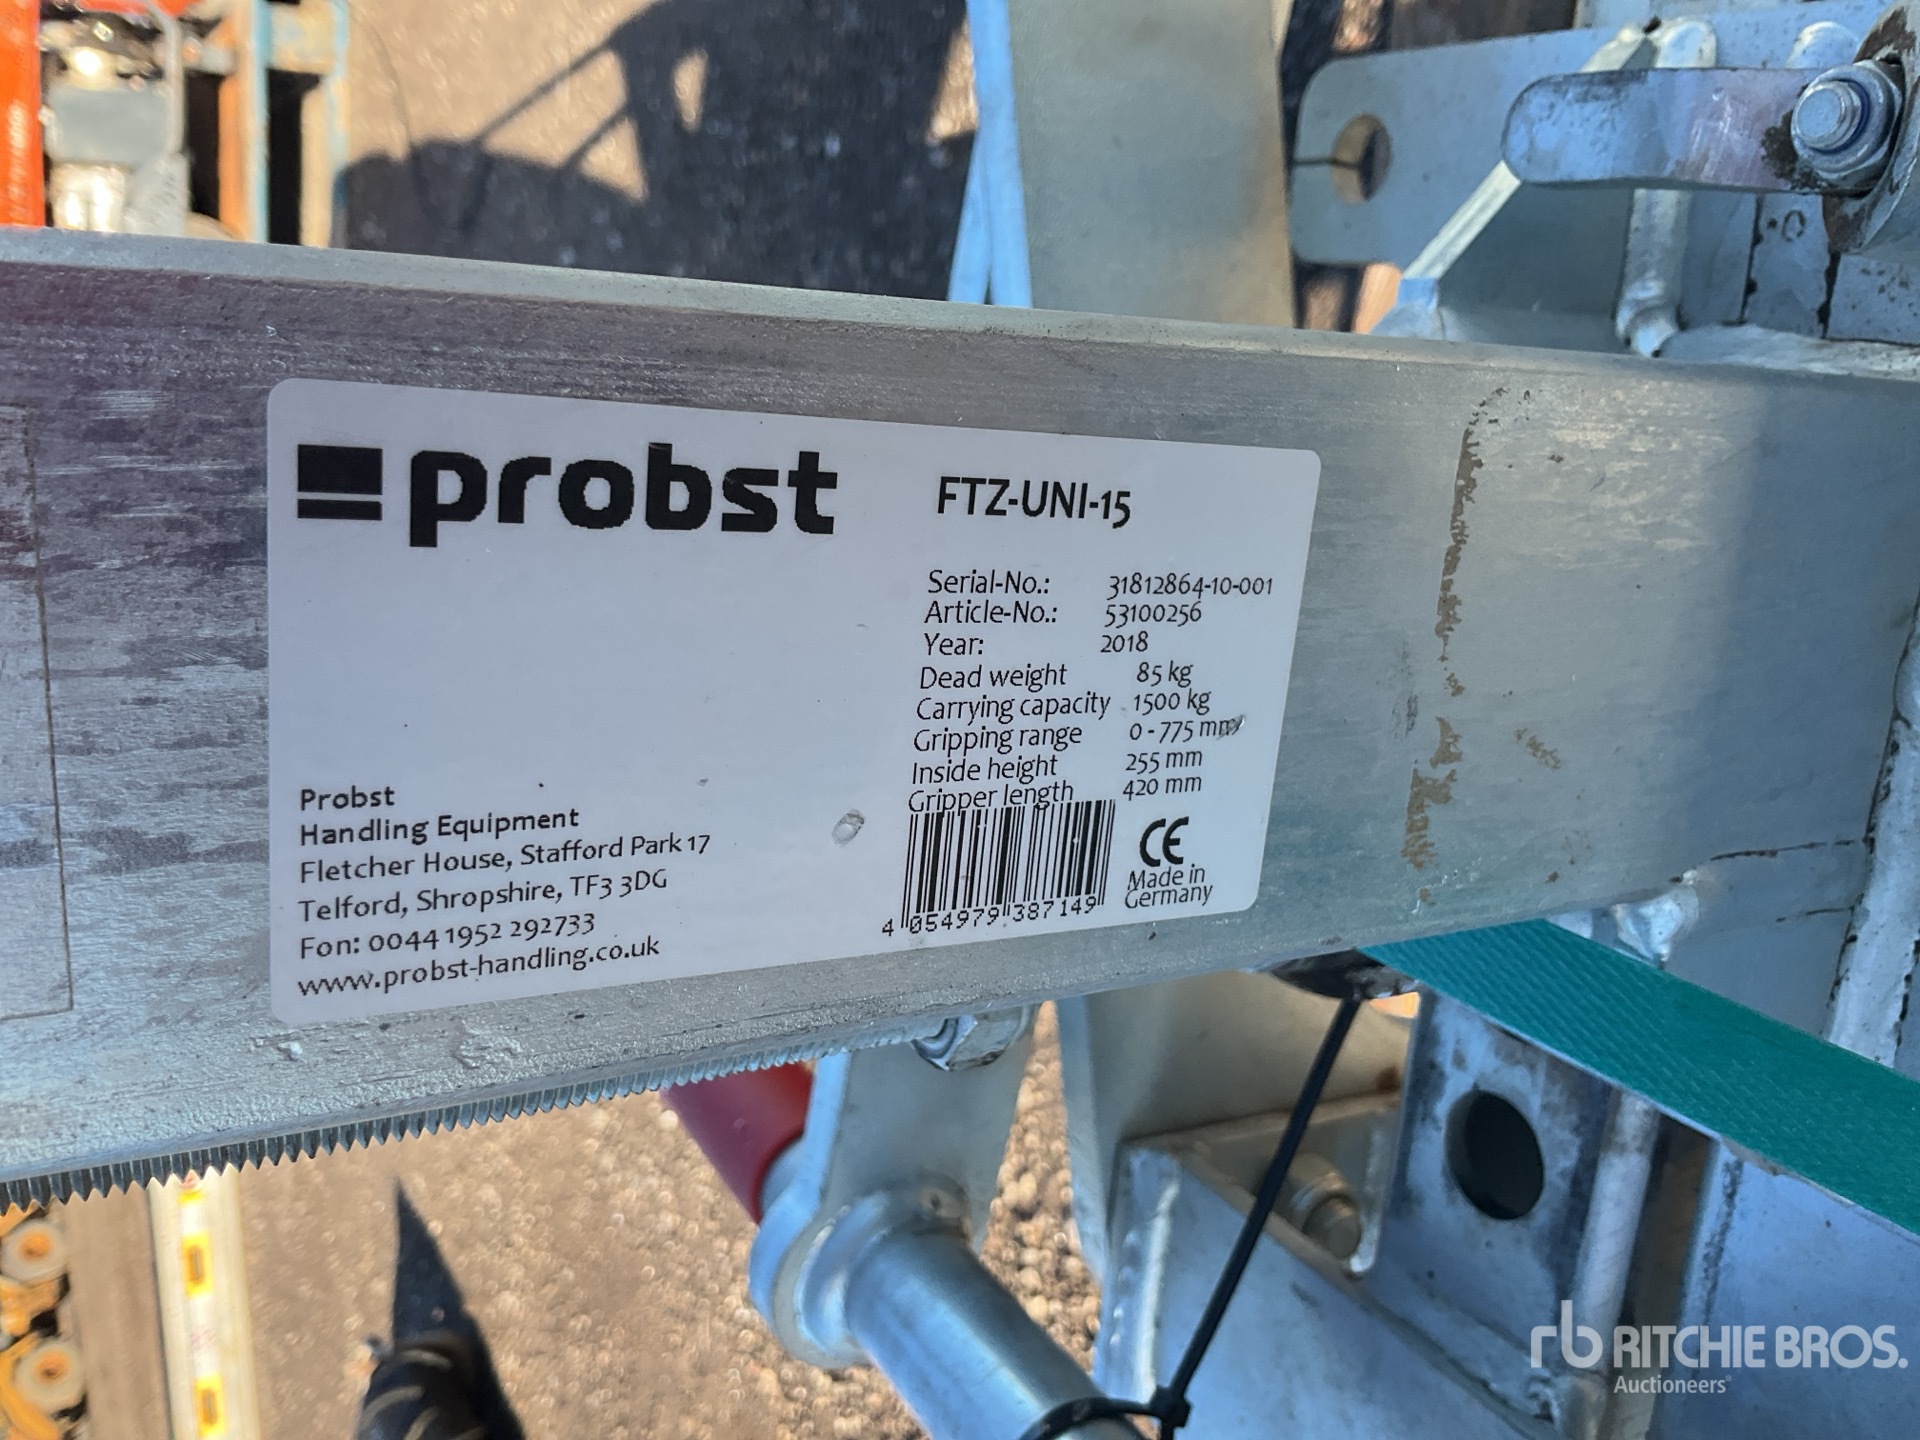 probst
FTZ-UNI-15
Serial-No.: 31812864-10-001
Article-No.: 53100256
Year: 2018
Dead weight 85 kg
Carrying capacity 1500 kg
Gripping range 0 - 775 mm
Inside height 255 mm
Gripper length 420 mm
CE
Made in
Germany
4 054979 387149
Probst
Handling Equipment
Fletcher House, Stafford Park 17
Telford, Shropshire, TF3 3DG
Fon: 0044 1952 292733
www.probst-handling.co.uk
rb RITCHIE BROS.
Auctioneers